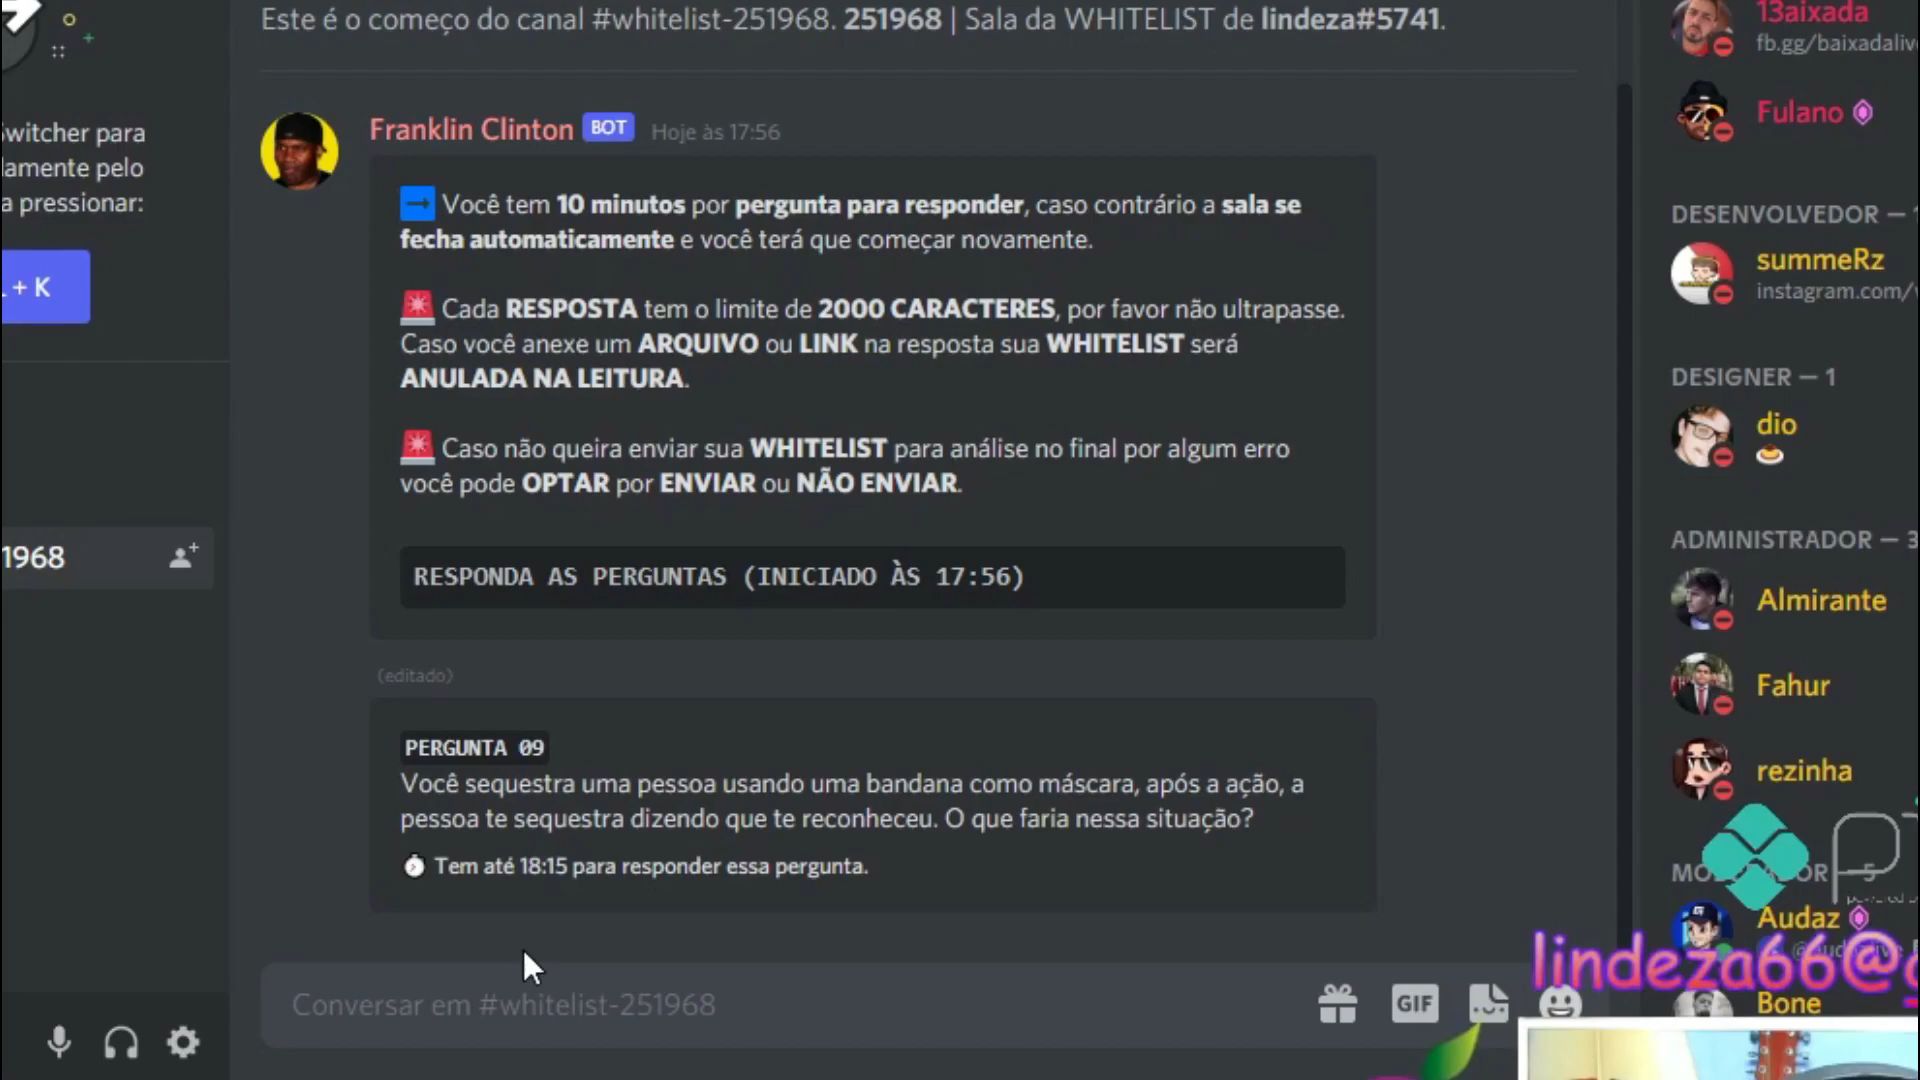 Este é o começo do canal #whitelist-251968. 251968 | Sala da WHITELIST de lindeza#5741.
Switcher para
damente pelo
a pressionar:
+ K
1968
Franklin Clinton BOT Hoje às 17:56
Você tem 10 minutos por pergunta para responder, caso contrário a sala se
fecha automaticamente e você terá que começar novamente.
Cada RESPOSTA tem o limite de 2000 CARACTERES, por favor não ultrapasse.
Caso você anexe um ARQUIVO ou LINK na resposta sua WHITELIST será
ANULADA NA LEITURA.
Caso não queira enviar sua WHITELIST para análise no final por algum erro
você pode OPTAR por ENVIAR ou NÃO ENVIAR.
RESPONDA AS PERGUNTAS (INICIADO ÀS 17:56)
(editado)
PERGUNTA 09
Você sequestra uma pessoa usando uma bandana como máscara, após a ação, a
pessoa te sequestra dizendo que te reconheceu. O que faria nessa situação?
Tem até 18:15 para responder essa pergunta.
Conversar em #whitelist-251968
GIF
13aixada
fb.gg/baixadaliv
Fulano
DESENVOLVEDOR — 1
summeRz
instagram.com/
DESIGNER — 1
dio
ADMINISTRADOR — 3
Almirante
Fahur
rezinha
Audaz
lindeza66@g
Bone